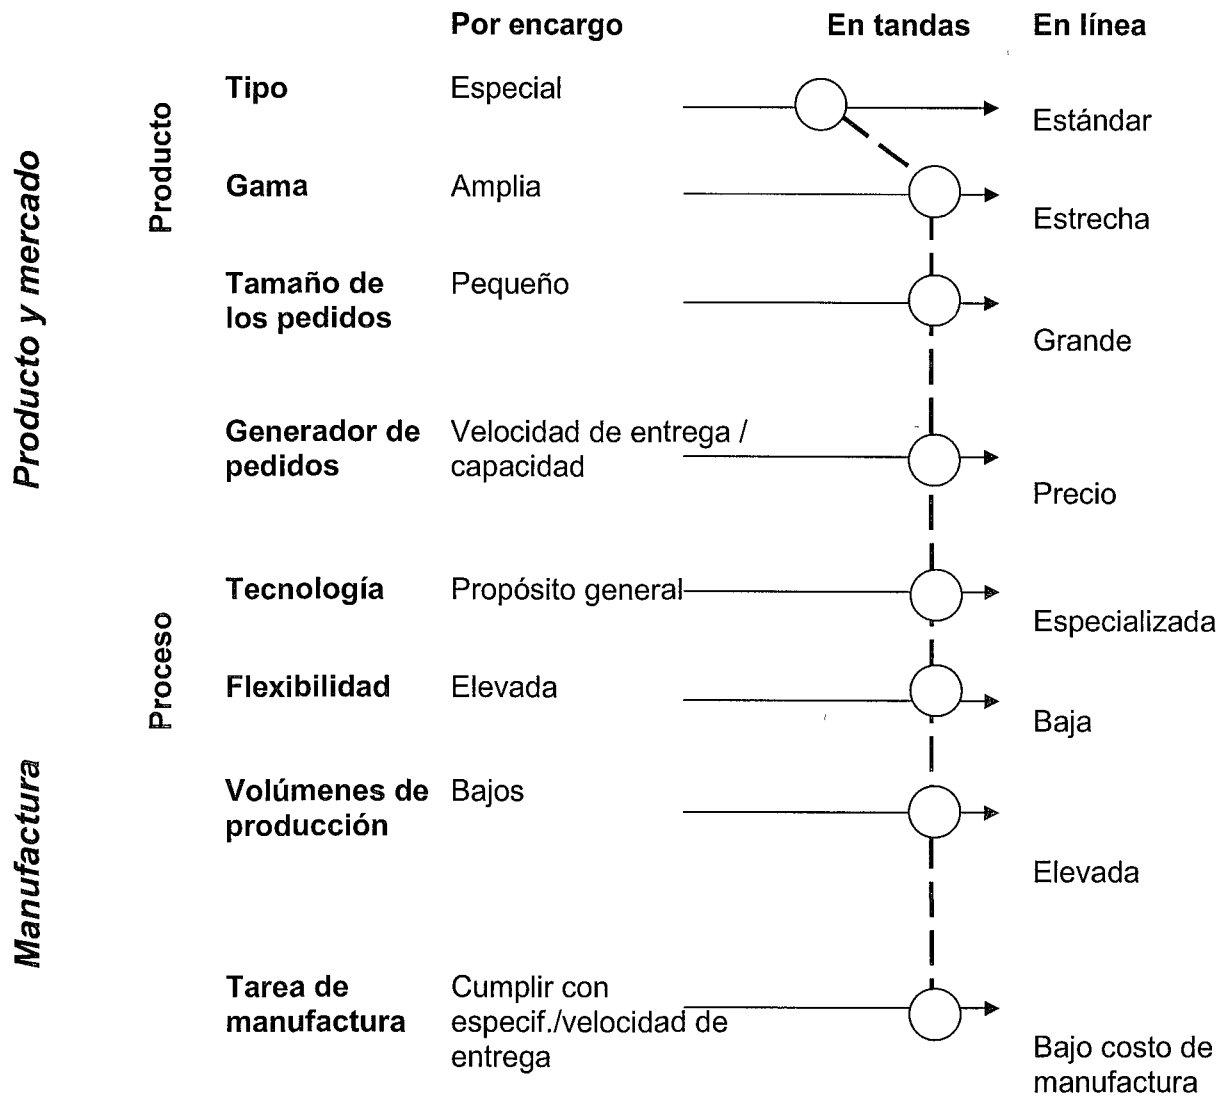 Por encargo En tandas En línea
Producto y mercado
Producto
Tipo Especial Estándar
Gama Amplia Estrecha
Tamaño de Pequeño
los pedidos
Grande
Generador de Velocidad de entrega /
pedidos capacidad
Precio
Manufactura
Proceso
Tecnología Propósito general
Especializada
Flexibilidad Elevada
Baja
Volúmenes de Bajos
producción
Elevada
Tarea de Cumplir con
manufactura especif./velocidad de
entrega
Bajo costo de
manufactura